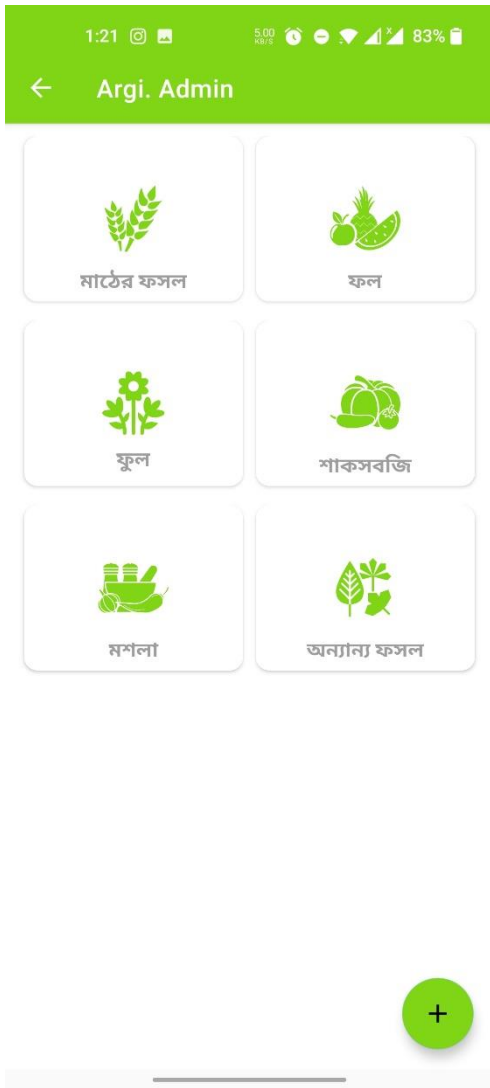 1:21 5.00 KB/S 83%
Argi. Admin
মাঠের ফসল
ফল
ফুল
শাকসবজি
মশলা
অন্যান্য ফসল
+